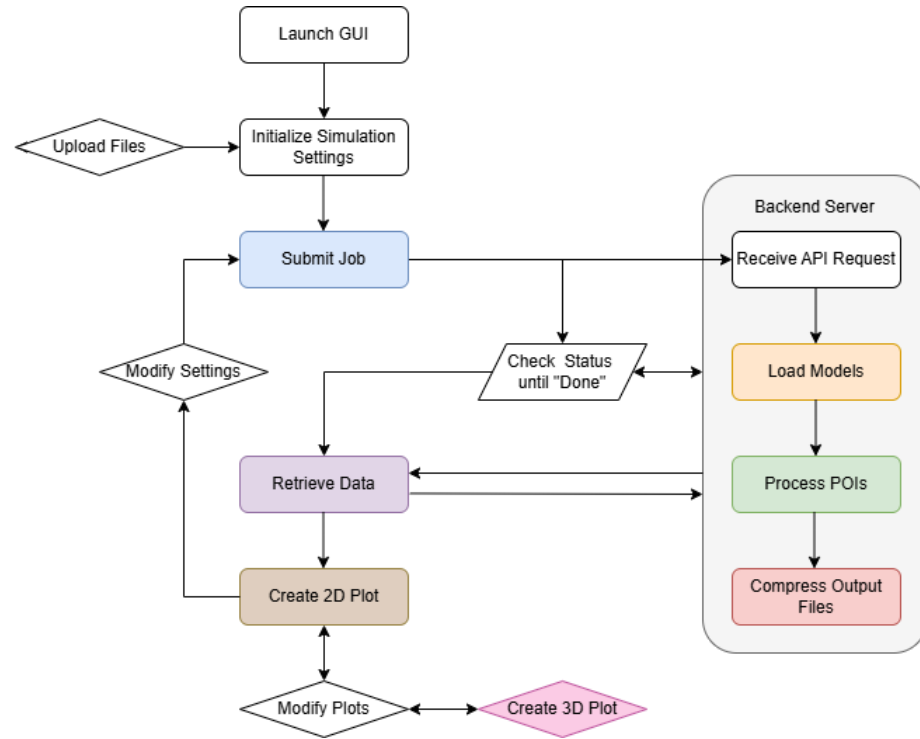 Launch GUI
Upload Files
Initialize Simulation
Settings
Backend Server
Submit Job
Receive API Request
Modify Settings
Check Status
until "Done"
Load Models
Retrieve Data
Process POIs
Create 2D Plot
Compress Output
Files
Modify Plots
Create 3D Plot